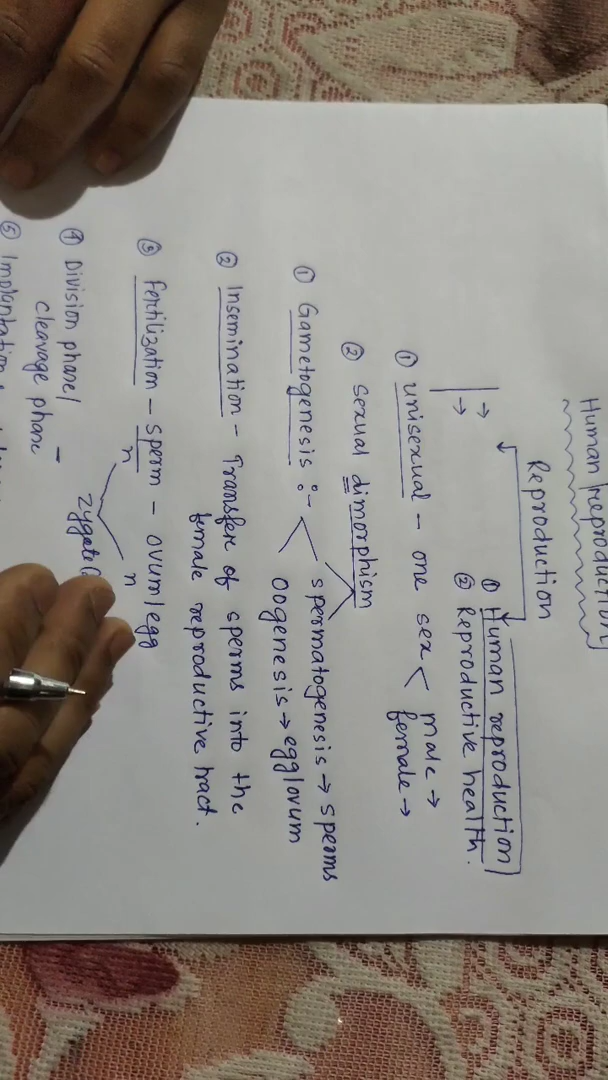 Human reproduction
Reproduction
① Human reproduction
② Reproductive health.
① unisexual – one sex < male →
female →
② Sexual dimorphism
① Gametogenesis :- < spermatogenesis → sperms
oogenesis → egg/ovum
② Insemination – Transfer of sperms into the
female reproductive tract.
③ Fertilization – sperm – ovum/egg
n n
④ Division phase/
cleavage phase –
⑤ Implantation